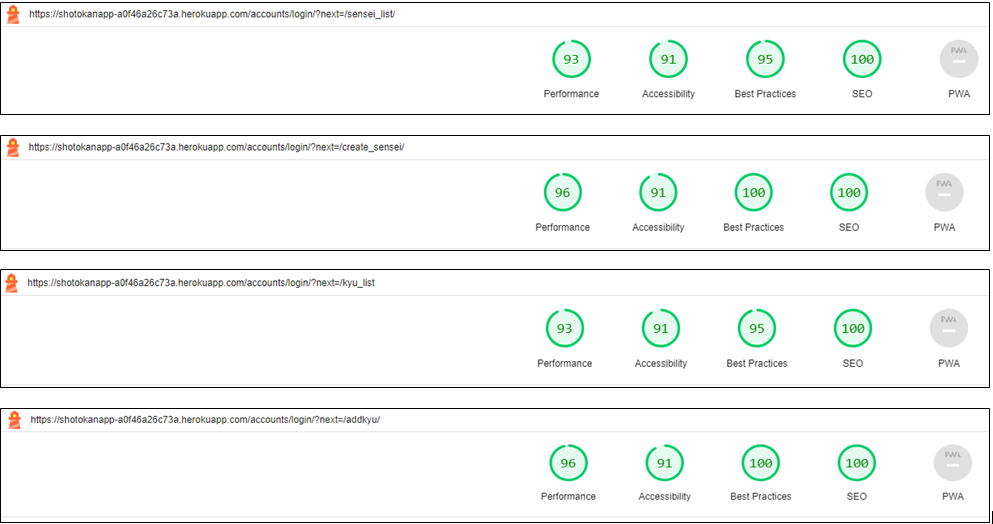 https://shotokanapp-a0f46a26c73a.herokuapp.com/accounts/login/?next=/sensei_list/
93 91 95 100 PWA
Performance Accessibility Best Practices SEO PWA
https://shotokanapp-a0f46a26c73a.herokuapp.com/accounts/login/?next=/create_sensei/
96 91 100 100 PWA
Performance Accessibility Best Practices SEO PWA
https://shotokanapp-a0f46a26c73a.herokuapp.com/accounts/login/?next=/kyu_list
93 91 95 100 PWA
Performance Accessibility Best Practices SEO PWA
https://shotokanapp-a0f46a26c73a.herokuapp.com/accounts/login/?next=/addkyu/
96 91 100 100 PWA
Performance Accessibility Best Practices SEO PWA